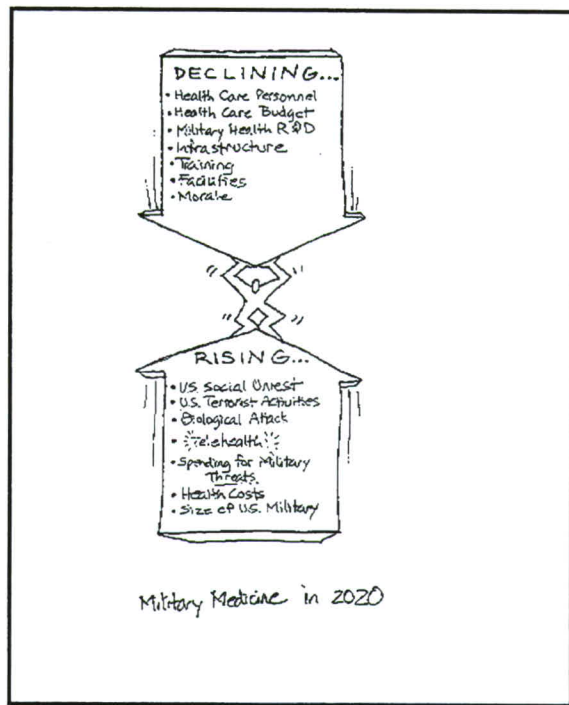 DECLINING...
• Health Care Personnel
• Health Care Budget
• Military Health R&D
• Infrastructure
• Training
• Facilities
• Morale
RISING...
• U.S. Social Unrest
• U.S. Terrorist Activities
• Biological Attack
• Telehealth
• Spending for Military
Threats.
• Health Costs
• Size of U.S. Military
Military Medicine in 2020